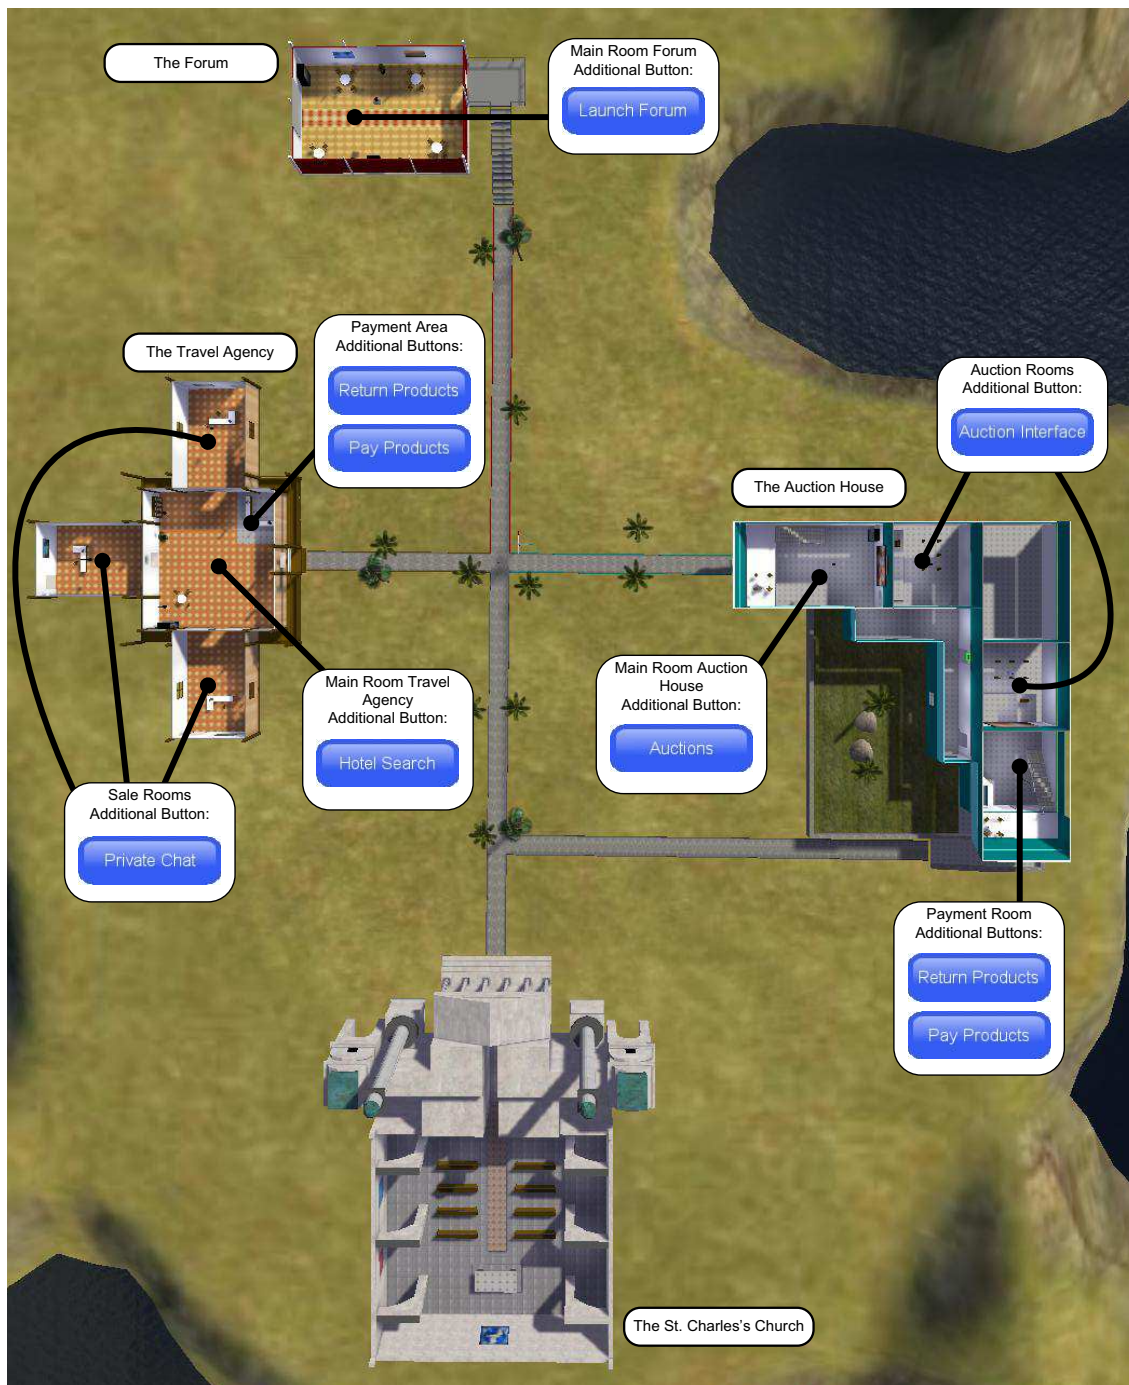 The Forum
Main Room Forum
Additional Button:
Launch Forum
Payment Area
Additional Buttons:
Return Products
Pay Products
The Travel Agency
Auction Rooms
Additional Button:
Auction Interface
The Auction House
Main Room Travel
Agency
Additional Button:
Hotel Search
Main Room Auction
House
Additional Button:
Auctions
Sale Rooms
Additional Button:
Private Chat
Payment Room
Additional Buttons:
Return Products
Pay Products
The St. Charles's Church